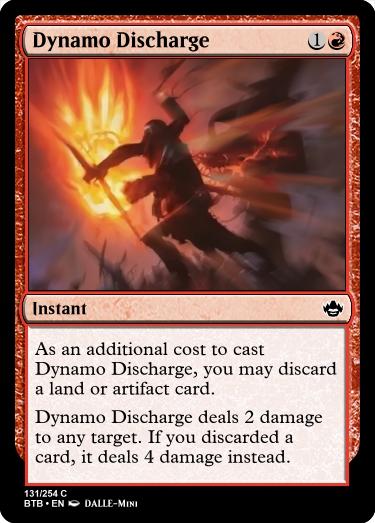 Dynamo Discharge 1
Instant
As an additional cost to cast
Dynamo Discharge, you may discard
a land or artifact card.
Dynamo Discharge deals 2 damage
to any target. If you discarded a
card, it deals 4 damage instead.
131/254 C
BTB • EN DALLE-Mini